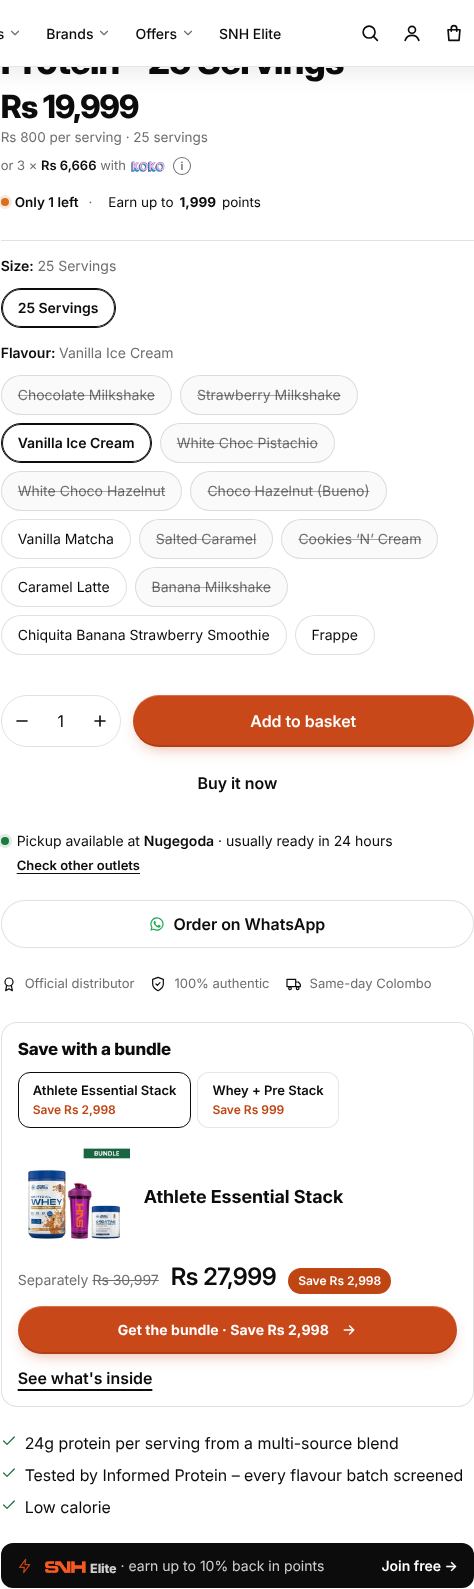 Brands Offers SNH Elite
Protein - 25 Servings
Rs 19,999
Rs 800 per serving · 25 servings
or 3 × Rs 6,666 with KOKO i
Only 1 left · Earn up to 1,999 points
Size: 25 Servings
25 Servings
Flavour: Vanilla Ice Cream
Chocolate Milkshake Strawberry Milkshake
Vanilla Ice Cream White Choc Pistachio
White Choco Hazelnut Choco Hazelnut (Bueno)
Vanilla Matcha Salted Caramel Cookies ‘N’ Cream
Caramel Latte Banana Milkshake
Chiquita Banana Strawberry Smoothie Frappe
− 1 + Add to basket
Buy it now
Pickup available at Nugegoda · usually ready in 24 hours
Check other outlets
Order on WhatsApp
Official distributor 100% authentic Same-day Colombo
Save with a bundle
Athlete Essential Stack Whey + Pre Stack
Save Rs 2,998 Save Rs 999
BUNDLE
WHEY
SNH
Athlete Essential Stack
Separately Rs 30,997 Rs 27,999 Save Rs 2,998
Get the bundle · Save Rs 2,998 →
See what's inside
24g protein per serving from a multi-source blend
Tested by Informed Protein – every flavour batch screened
Low calorie
SNH Elite · earn up to 10% back in points Join free →